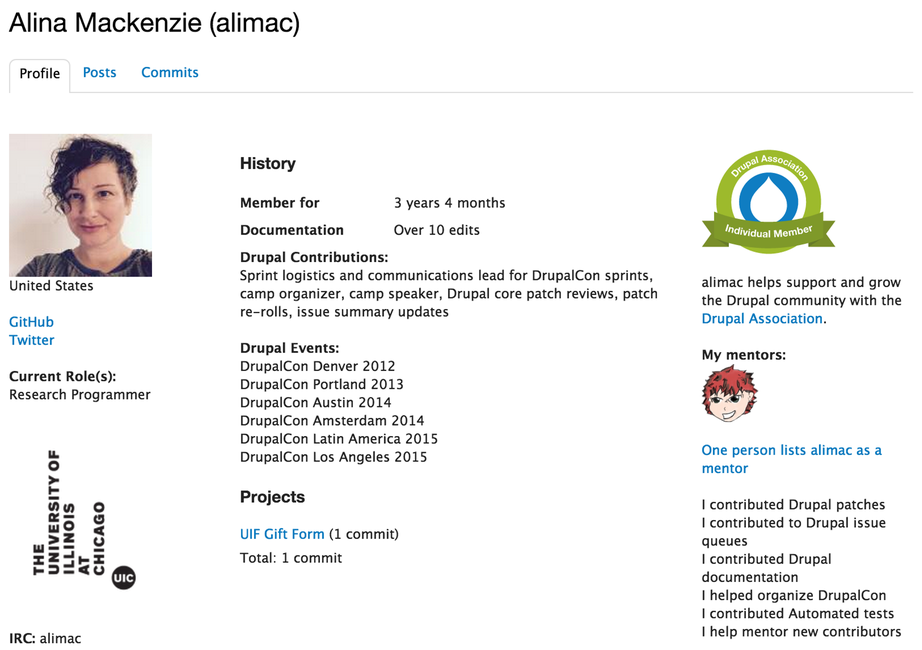 Alina Mackenzie (alimac)
Profile
Posts
Commits
United States
GitHub
Twitter
Current Role(s):
Research Programmer
THE
UNIVERSITY OF
ILLINOIS
AT
CHICAGO
UIC
IRC: alimac
History
Member for 3 years 4 months
Documentation Over 10 edits
Drupal Contributions:
Sprint logistics and communications lead for DrupalCon sprints,
camp organizer, camp speaker, Drupal core patch reviews, patch
re-rolls, issue summary updates
Drupal Events:
DrupalCon Denver 2012
DrupalCon Portland 2013
DrupalCon Austin 2014
DrupalCon Amsterdam 2014
DrupalCon Latin America 2015
DrupalCon Los Angeles 2015
Projects
UIF Gift Form (1 commit)
Total: 1 commit
Drupal Association
Individual Member
alimac helps support and grow
the Drupal community with the
Drupal Association.
My mentors:
One person lists alimac as a
mentor
I contributed Drupal patches
I contributed to Drupal issue
queues
I contributed Drupal
documentation
I helped organize DrupalCon
I contributed Automated tests
I help mentor new contributors